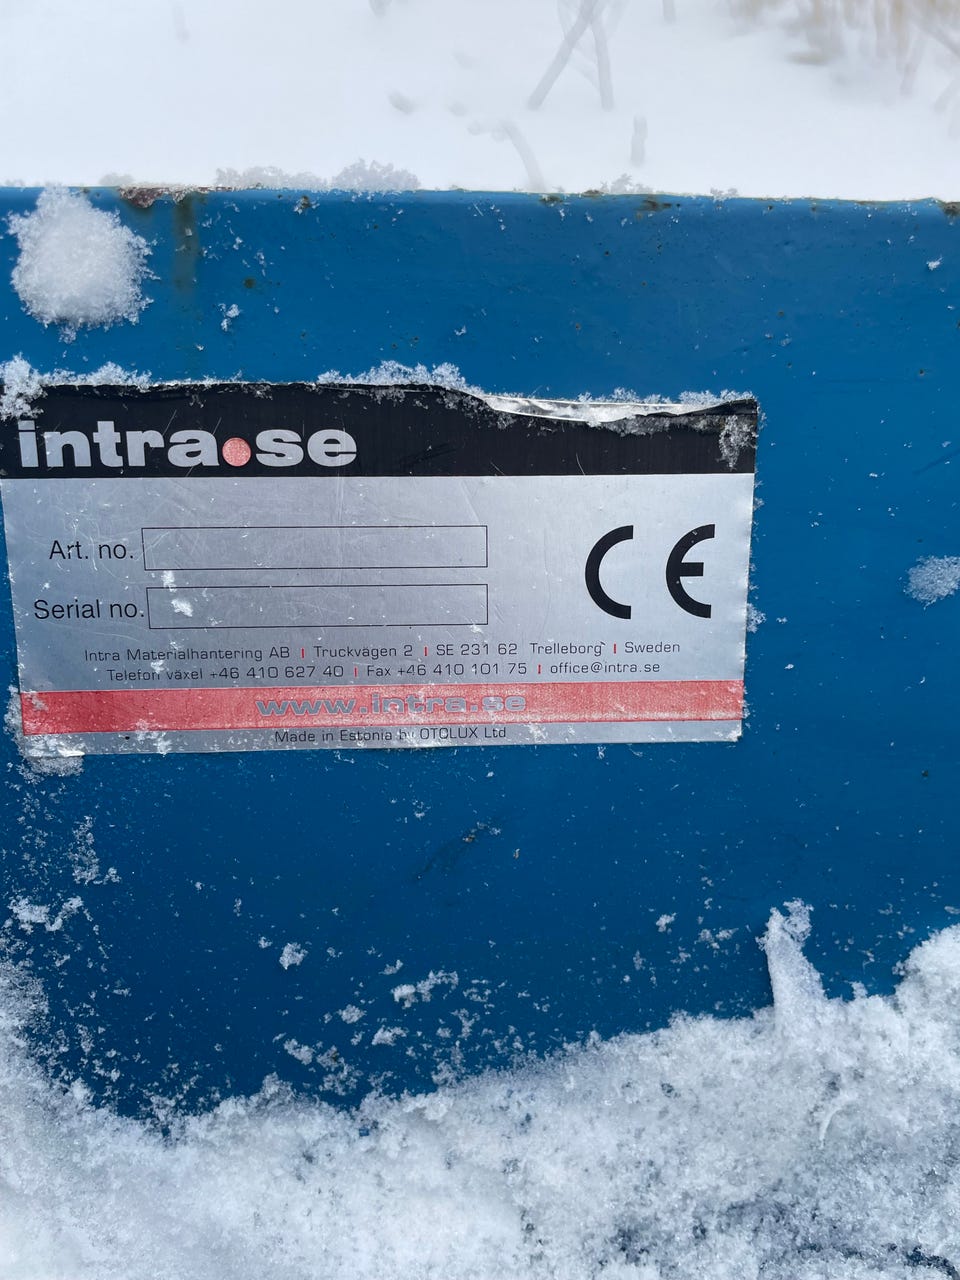 intra.se
Art. no.
CE
Serial no.
Intra Materialhantering AB | Truckvägen 2 | SE 231 62 Trelleborg | Sweden
Telefon växel +46 410 627 40 | Fax +46 410 101 75 | office@intra.se
www.intra.se
Made in Estonia by OTOLUX Ltd